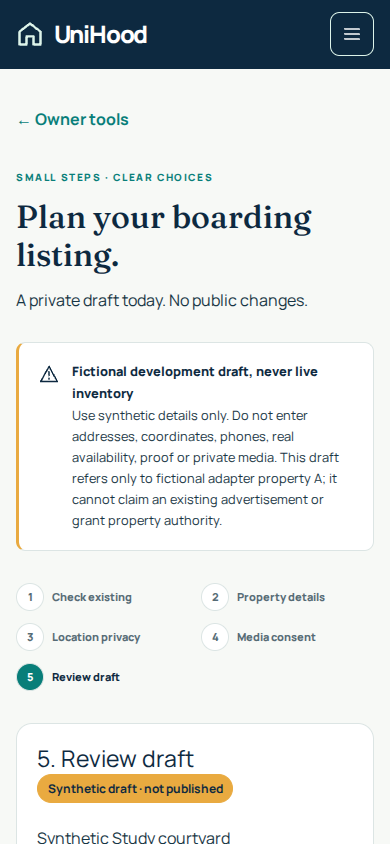 UniHood
← Owner tools
SMALL STEPS · CLEAR CHOICES
Plan your boarding
listing.
A private draft today. No public changes.
Fictional development draft, never live
inventory
Use synthetic details only. Do not enter
addresses, coordinates, phones, real
availability, proof or private media. This draft
refers only to fictional adapter property A; it
cannot claim an existing advertisement or
grant property authority.
1 Check existing
2 Property details
3 Location privacy
4 Media consent
5 Review draft
5. Review draft
Synthetic draft · not published
Synthetic Study courtyard